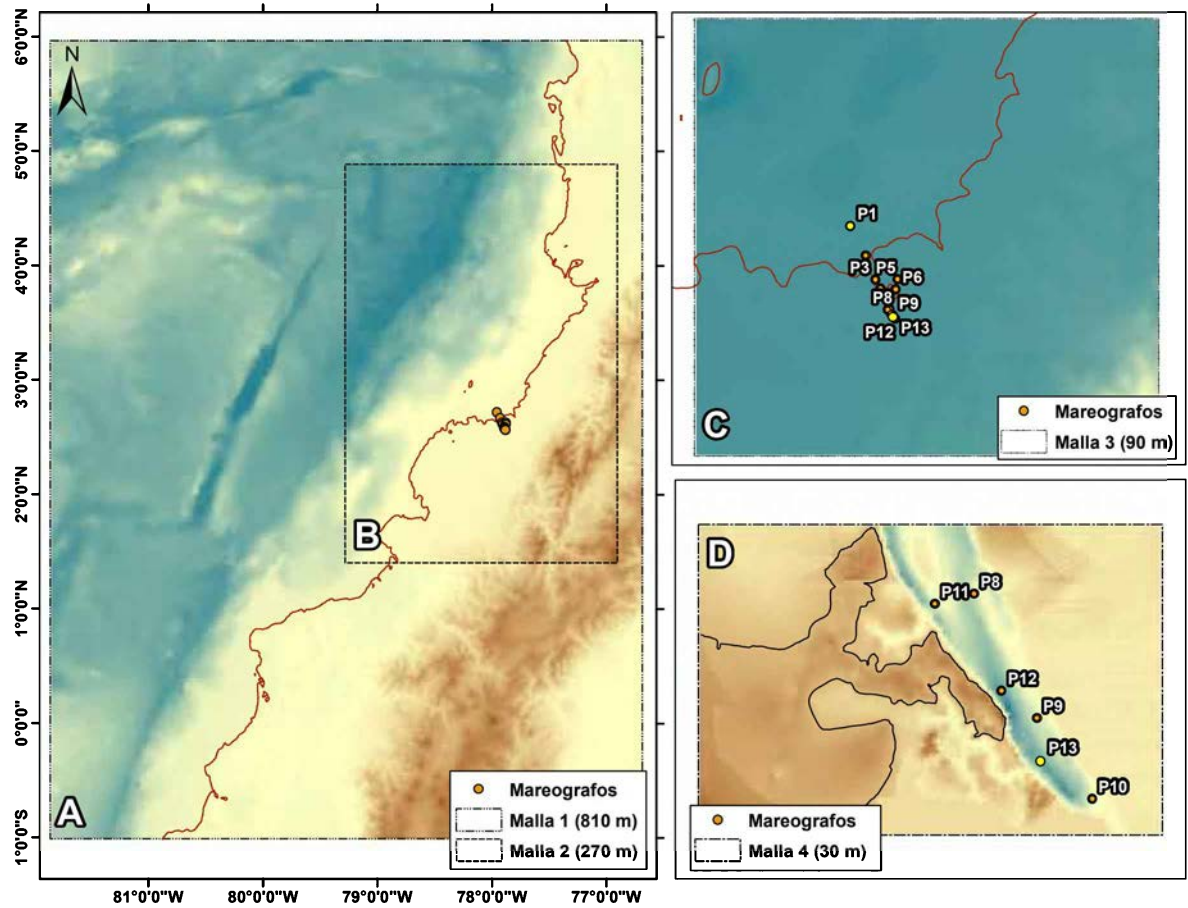 6°0'0"N
5°0'0"N
4°0'0"N
3°0'0"N
2°0'0"N
1°0'0"N
0°0'0"
1°0'0"S
N
B
A
Mareografos
Malla 1 (810 m)
Malla 2 (270 m)
81°0'0"W
80°0'0"W
79°0'0"W
78°0'0"W
77°0'0"W
P1
P3
P5
P6
P8
P9
P12
P13
C
Mareografos
Malla 3 (90 m)
D
P11
P8
P12
P9
P13
P10
Mareografos
Malla 4 (30 m)